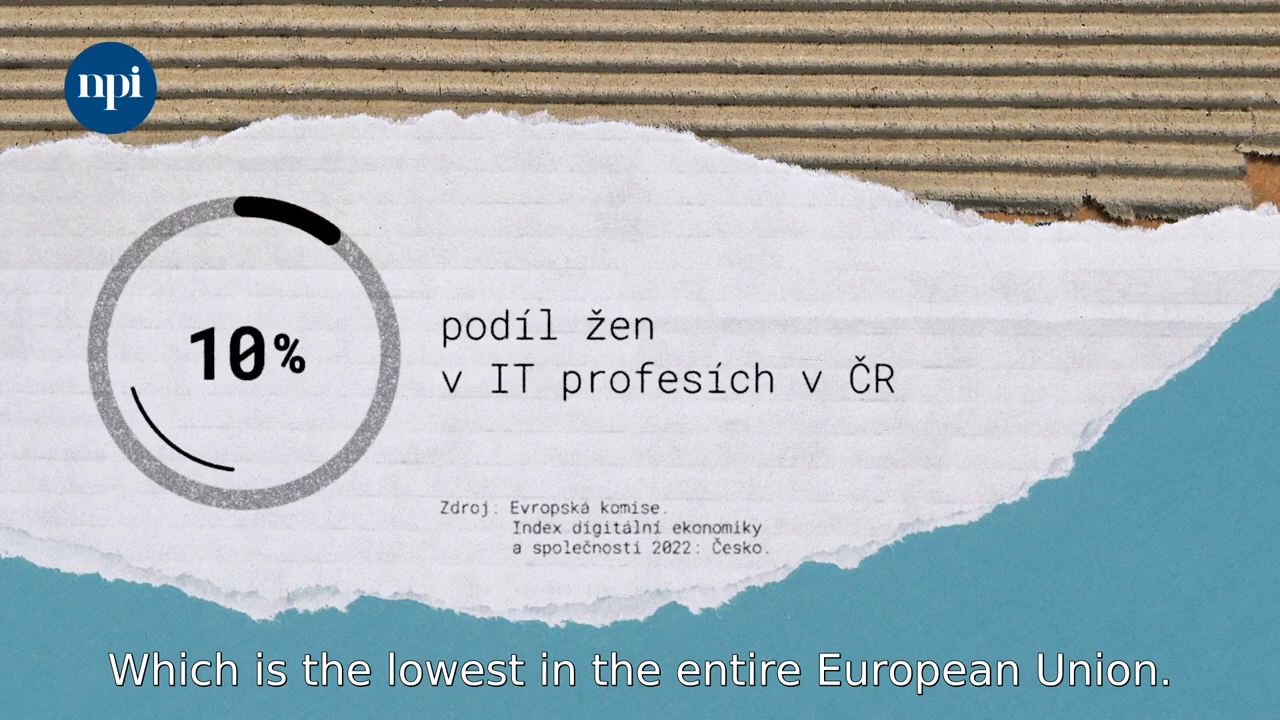 npi
10%
podíl žen
v IT profesích v ČR
Zdroj: Evropská komise.
Index digitální ekonomiky
a společnosti 2022: Česko.
Which is the lowest in the entire European Union.